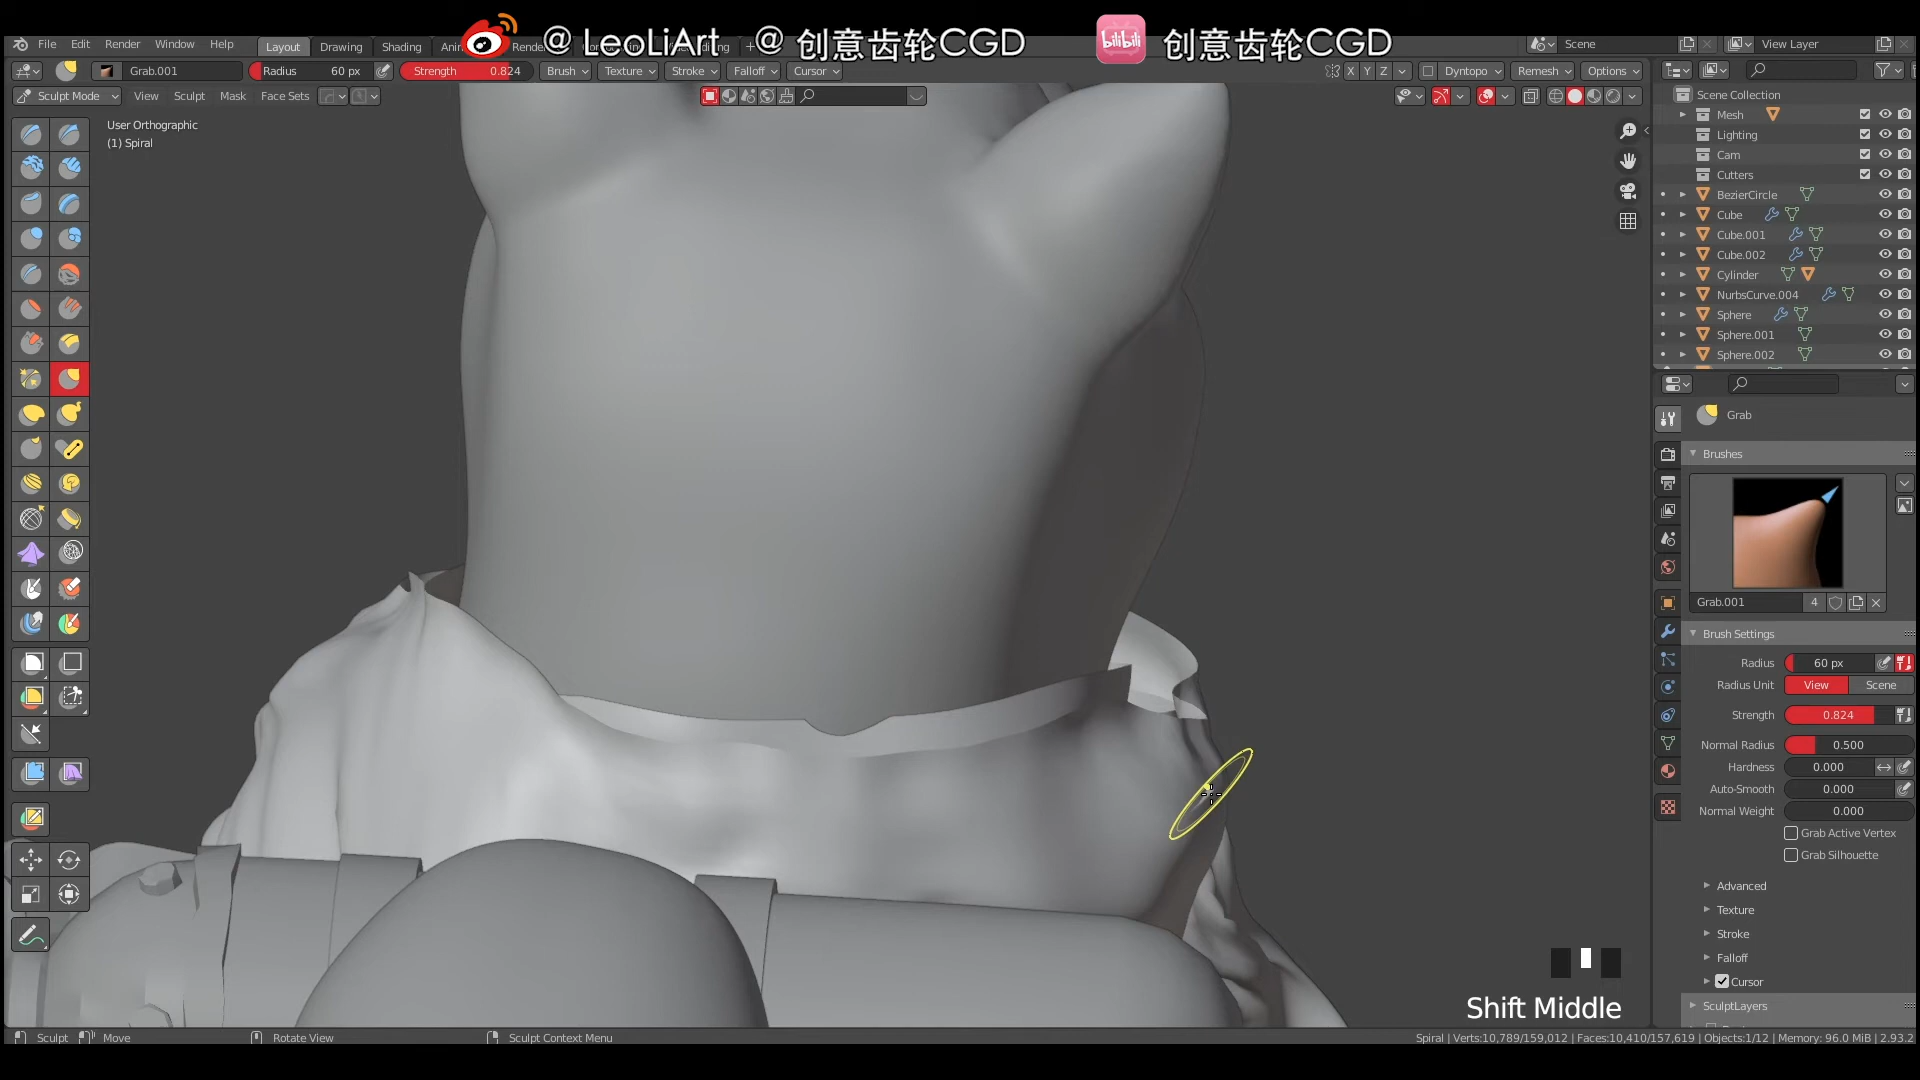 @ LeoLiArt @ 创意齿轮CGD
bilibili 创意齿轮CGD
File Edit Render Window Help
Layout Drawing Shading
Scene
View Layer
Grab.001 Radius 60 px Strength 0.824 Brush Texture Stroke Falloff Cursor
X Y Z Dyntopo Remesh Options
Sculpt Mode View Sculpt Mask Face Sets
User Orthographic
(1) Spiral
Scene Collection
Mesh
Lighting
Cam
Cutters
BezierCircle
Cube
Cube.001
Cube.002
Cylinder
NurbsCurve.004
Sphere
Sphere.001
Sphere.002
Grab
Brushes
Grab.001 4
Brush Settings
Radius 60 px
Radius Unit View Scene
Strength 0.824
Normal Radius 0.500
Hardness 0.000
Auto-Smooth 0.000
Normal Weight 0.000
Grab Active Vertex
Grab Silhouette
Advanced
Texture
Stroke
Falloff
Cursor
SculptLayers
Shift Middle
Sculpt Move Rotate View Sculpt Context Menu
Spiral | Verts:10,789/159,012 | Faces:10,410/157,619 | Objects:1/12 | Memory: 96.0 MiB | 2.93.2